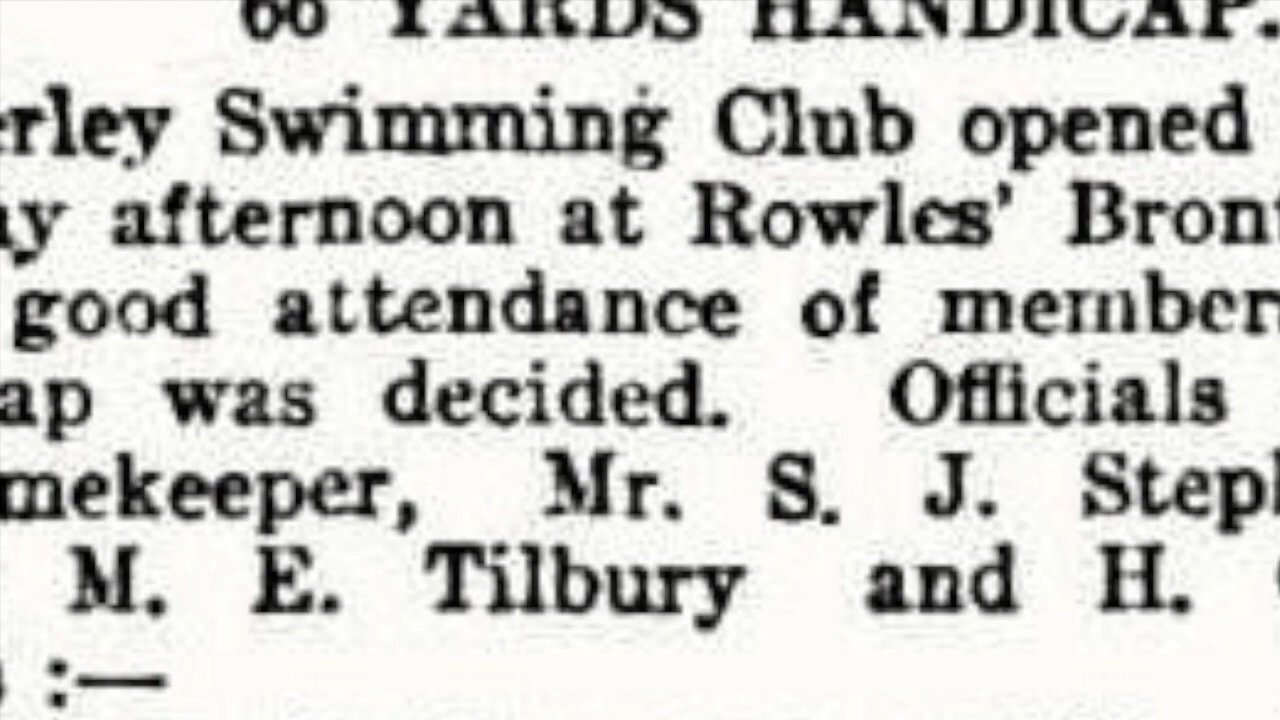 66 YARDS HANDICAP.
erley Swimming Club opened
ay afternoon at Rowles' Bront
good attendance of member
ap was decided. Officials
mekeeper, Mr. S. J. Steph
M. E. Tilbury and H.
:—